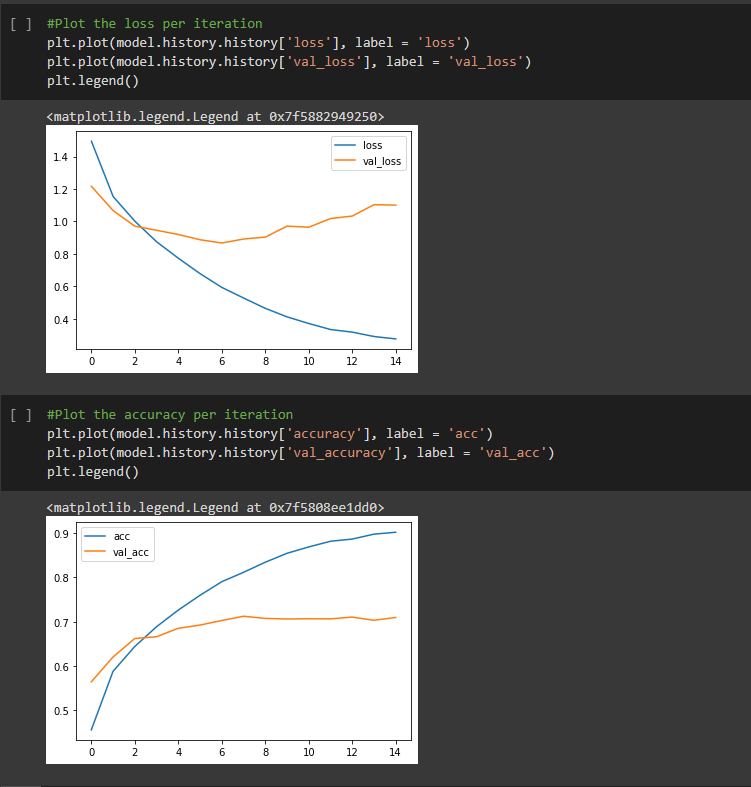 [ ] #Plot the loss per iteration
plt.plot(model.history.history['loss'], label = 'loss')
plt.plot(model.history.history['val_loss'], label = 'val_loss')
plt.legend()
<matplotlib.legend.Legend at 0x7f5882949250>
loss
val_loss
1.4
1.2
1.0
0.8
0.6
0.4
0 2 4 6 8 10 12 14
[ ] #Plot the accuracy per iteration
plt.plot(model.history.history['accuracy'], label = 'acc')
plt.plot(model.history.history['val_accuracy'], label = 'val_acc')
plt.legend()
<matplotlib.legend.Legend at 0x7f5808ee1dd0>
acc
val_acc
0.9
0.8
0.7
0.6
0.5
0 2 4 6 8 10 12 14